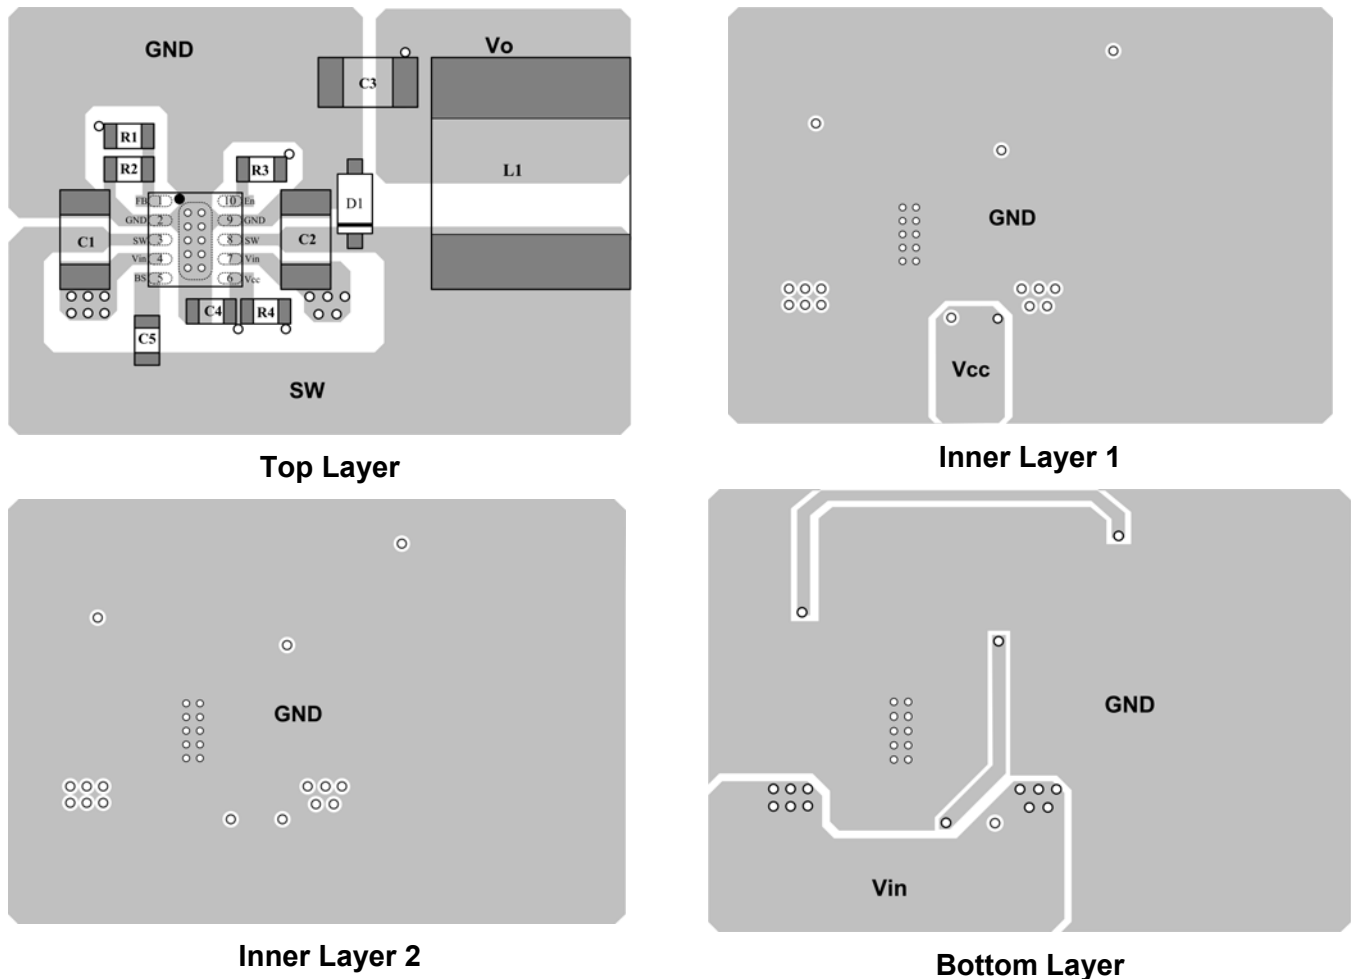 GND
Vo
C3
R1
R2
R3
L1
D1
FB 1
10 En
GND 2
9 GND
C1
SW 3
8 SW
C2
Vin 4
7 Vin
BS 5
6 Vcc
C4
R4
C5
SW
Top Layer
GND
Vcc
Inner Layer 1
GND
Inner Layer 2
GND
Vin
Bottom Layer